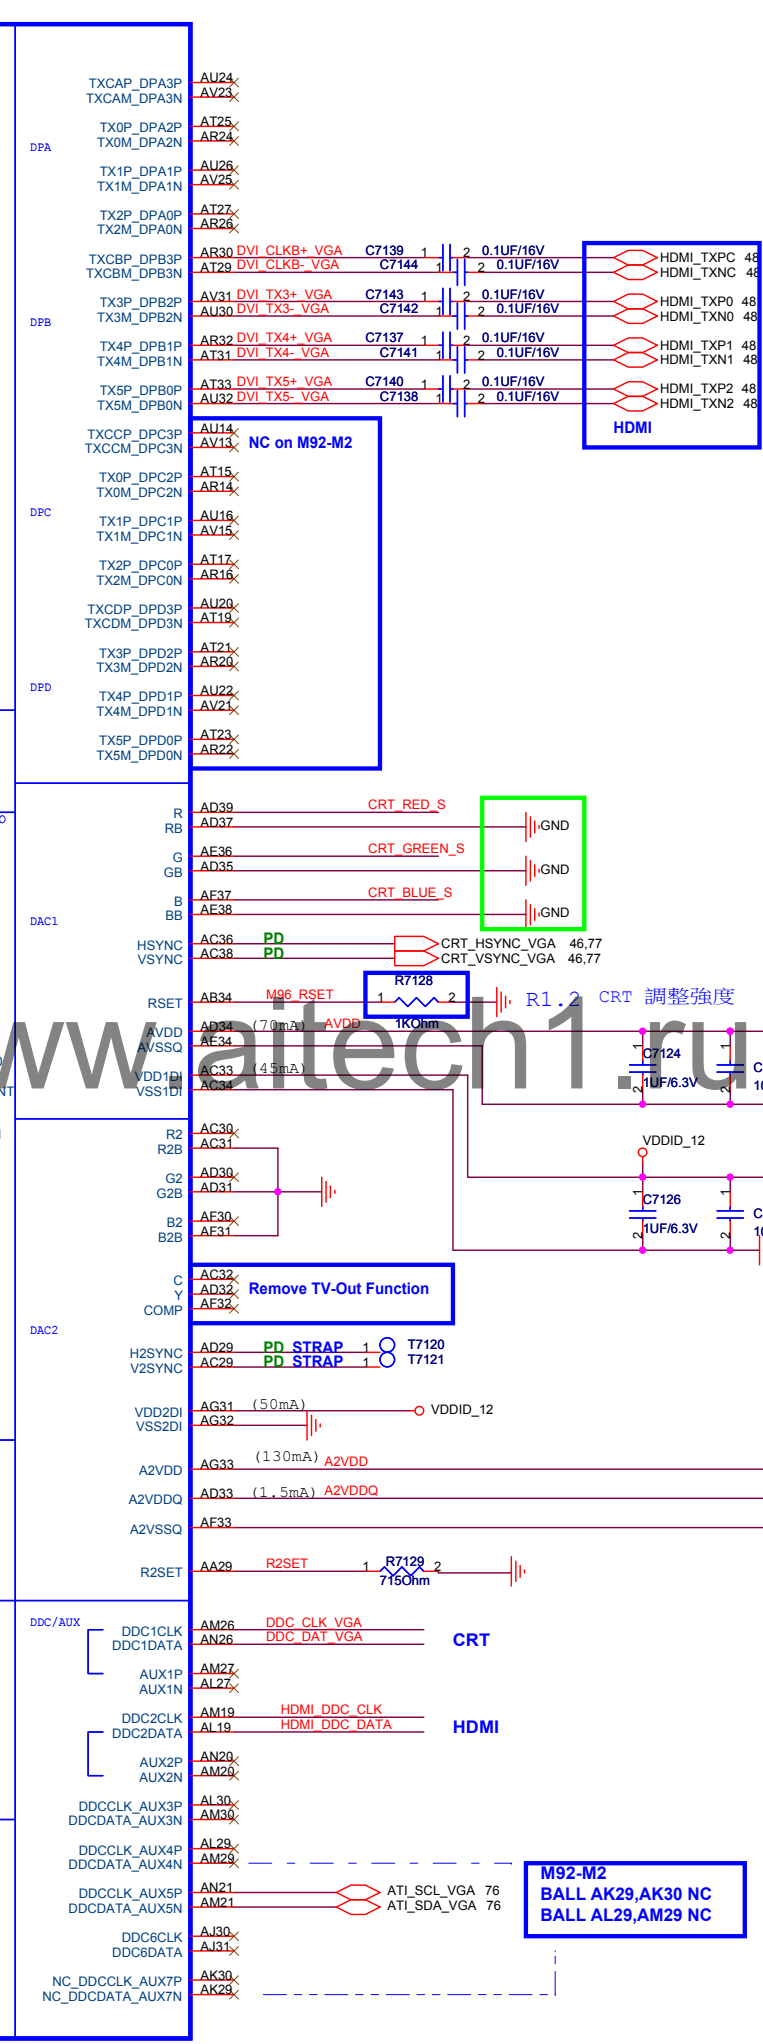 DPA
TXCAP_DPA3P AU24
TXCAM_DPA3N AV23
TX0P_DPA2P AT25
TX0M_DPA2N AR24
TX1P_DPA1P AU26
TX1M_DPA1N AV25
TX2P_DPA0P AT27
TX2M_DPA0N AR26
DPB
TXCBP_DPB3P AR30 DVI_CLKB+_VGA C7139 1 2 0.1UF/16V HDMI_TXPC 48
TXCBM_DPB3N AT29 DVI_CLKB-_VGA C7144 1 2 0.1UF/16V HDMI_TXNC 48
TX3P_DPB2P AV31 DVI_TX3+_VGA C7143 1 2 0.1UF/16V HDMI_TXP0 48
TX3M_DPB2N AU30 DVI_TX3-_VGA C7142 1 2 0.1UF/16V HDMI_TXN0 48
TX4P_DPB1P AR32 DVI_TX4+_VGA C7137 1 2 0.1UF/16V HDMI_TXP1 48
TX4M_DPB1N AT31 DVI_TX4-_VGA C7141 1 2 0.1UF/16V HDMI_TXN1 48
TX5P_DPB0P AT33 DVI_TX5+_VGA C7140 1 2 0.1UF/16V HDMI_TXP2 48
TX5M_DPB0N AU32 DVI_TX5-_VGA C7138 1 2 0.1UF/16V HDMI_TXN2 48
HDMI
TXCCP_DPC3P AU14
TXCCM_DPC3N AV13 NC on M92-M2
TX0P_DPC2P AT15
TX0M_DPC2N AR14
DPC
TX1P_DPC1P AU16
TX1M_DPC1N AV15
TX2P_DPC0P AT17
TX2M_DPC0N AR16
TXCDP_DPD3P AU20
TXCDM_DPD3N AT19
TX3P_DPD2P AT21
TX3M_DPD2N AR20
DPD
TX4P_DPD1P AU22
TX4M_DPD1N AV21
TX5P_DPD0P AT23
TX5M_DPD0N AR22
R AD39 CRT_RED_S
RB AD37 GND
G AE36 CRT_GREEN_S
GB AD35 GND
B AF37 CRT_BLUE_S
BB AE38 GND
DAC1
HSYNC AC36 PD CRT_HSYNC_VGA 46,77
VSYNC AC38 PD CRT_VSYNC_VGA 46,77
R7128
RSET AB34 M96_RSET 1 2 R1.2 CRT 調整強度
1KOhm
AVDD AD34 (70mA) AVDD
AVSSQ AE34
VDD1DI AC33 (45mA)
VSS1DI AC34
www.aitech1.ru
C7124 1 2 1UF/6.3V
1 2
R2 AC30
R2B AC31
VDDID_12
G2 AD30
G2B AD31
C7126 1 2 1UF/6.3V
1 2
B2 AF30
B2B AF31
C AC32
Y AD32 Remove TV-Out Function
COMP AF32
DAC2
H2SYNC AD29 PD STRAP 1 T7120
V2SYNC AC29 PD STRAP 1 T7121
VDD2DI AG31 (50mA) VDDID_12
VSS2DI AG32
A2VDD AG33 (130mA) A2VDD
A2VDDQ AD33 (1.5mA) A2VDDQ
A2VSSQ AF33
R2SET AA29 R2SET 1 R7129 2
715Ohm
DDC/AUX
DDC1CLK AM26 DDC_CLK_VGA
DDC1DATA AN26 DDC_DAT_VGA CRT
AUX1P AM27
AUX1N AL27
DDC2CLK AM19 HDMI_DDC_CLK
DDC2DATA AL19 HDMI_DDC_DATA HDMI
AUX2P AN20
AUX2N AM20
DDCCLK_AUX3P AL30
DDCDATA_AUX3N AM30
DDCCLK_AUX4P AL29
DDCDATA_AUX4N AM29
M92-M2
BALL AK29,AK30 NC
BALL AL29,AM29 NC
DDCCLK_AUX5P AN21 ATI_SCL_VGA 76
DDCDATA_AUX5N AM21 ATI_SDA_VGA 76
DDC6CLK AJ30
DDC6DATA AJ31
NC_DDCCLK_AUX7P AK30
NC_DDCDATA_AUX7N AK29